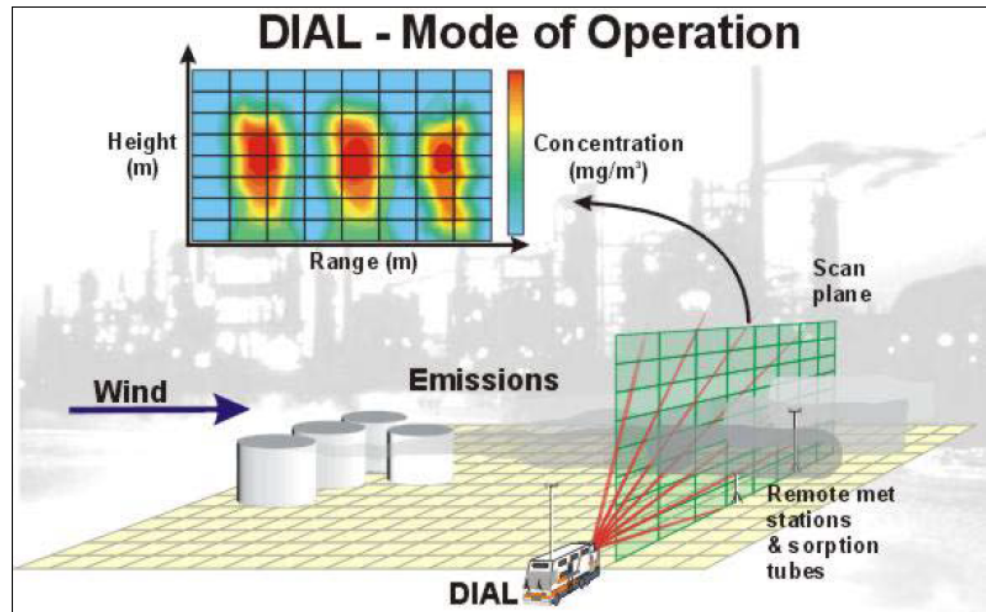 DIAL - Mode of Operation
Height
(m)
Concentration
(mg/m³)
Range (m)
Scan
plane
Emissions
Wind
Remote met
stations
& sorption
tubes
DIAL